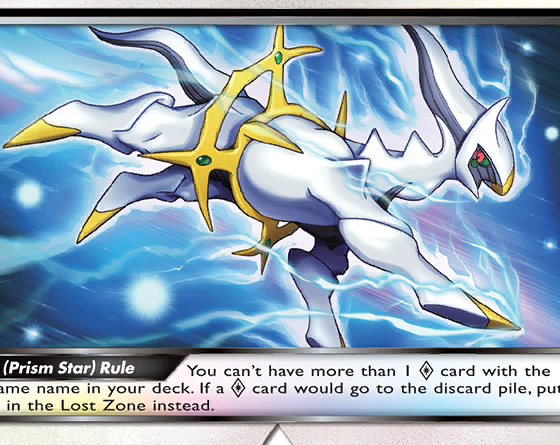 (Prism Star) Rule You can't have more than 1 ♢ card with the
ame name in your deck. If a ♢ card would go to the discard pile, put
in the Lost Zone instead.